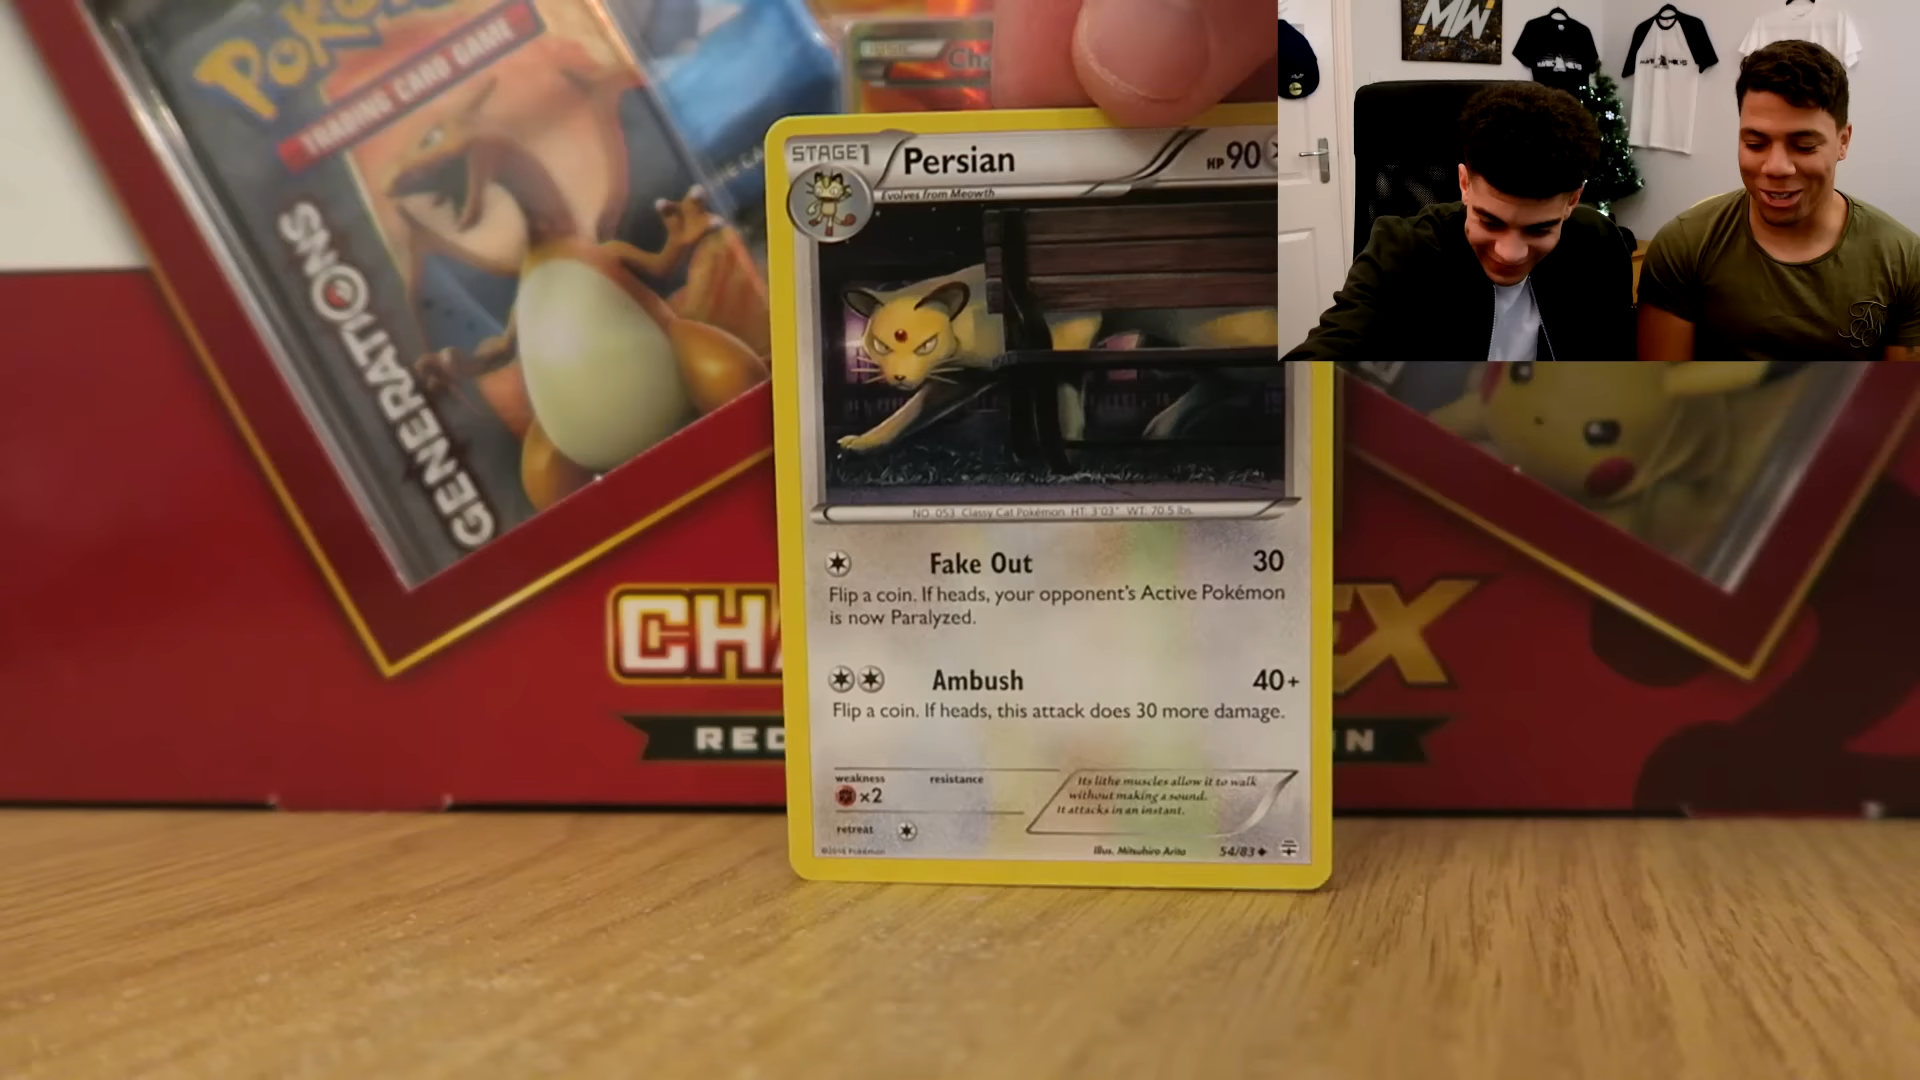 POKé
TRADING CARD GAME
GENERATIONS
Cha
MW
STAGE1
Persian
HP 90
Evolves from Meowth
NO. 053 Classy Cat Pokémon HT: 3'03" WT: 70.5 lbs.
Fake Out 30
Flip a coin. If heads, your opponent's Active Pokémon
is now Paralyzed.
Ambush 40+
Flip a coin. If heads, this attack does 30 more damage.
weakness resistance
×2
retreat
Its lithe muscles allow it to walk
without making a sound.
It attacks in an instant.
©2016 Pokémon
Illus. Mitsuhiro Arita 54/83
CH
EX
RED
N